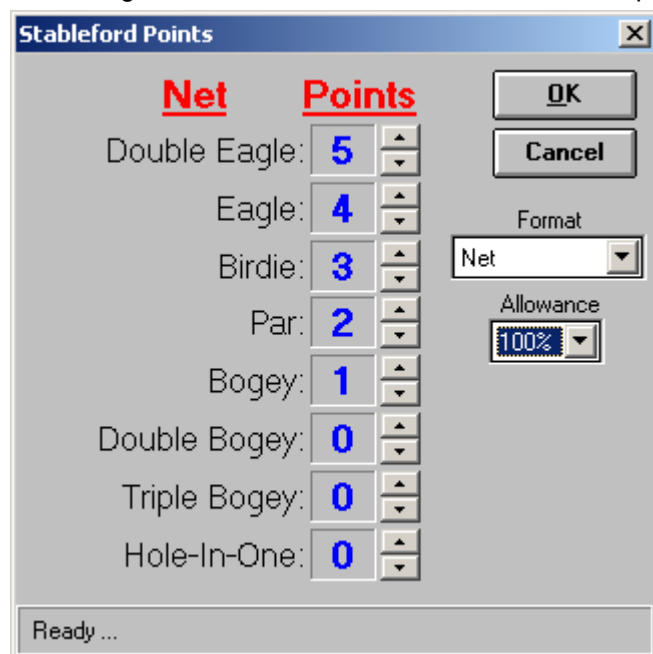 Stableford Points
Net Points
Double Eagle: 5
Eagle: 4
Birdie: 3
Par: 2
Bogey: 1
Double Bogey: 0
Triple Bogey: 0
Hole-In-One: 0
OK
Cancel
Format
Net
Allowance
100%
Ready ...